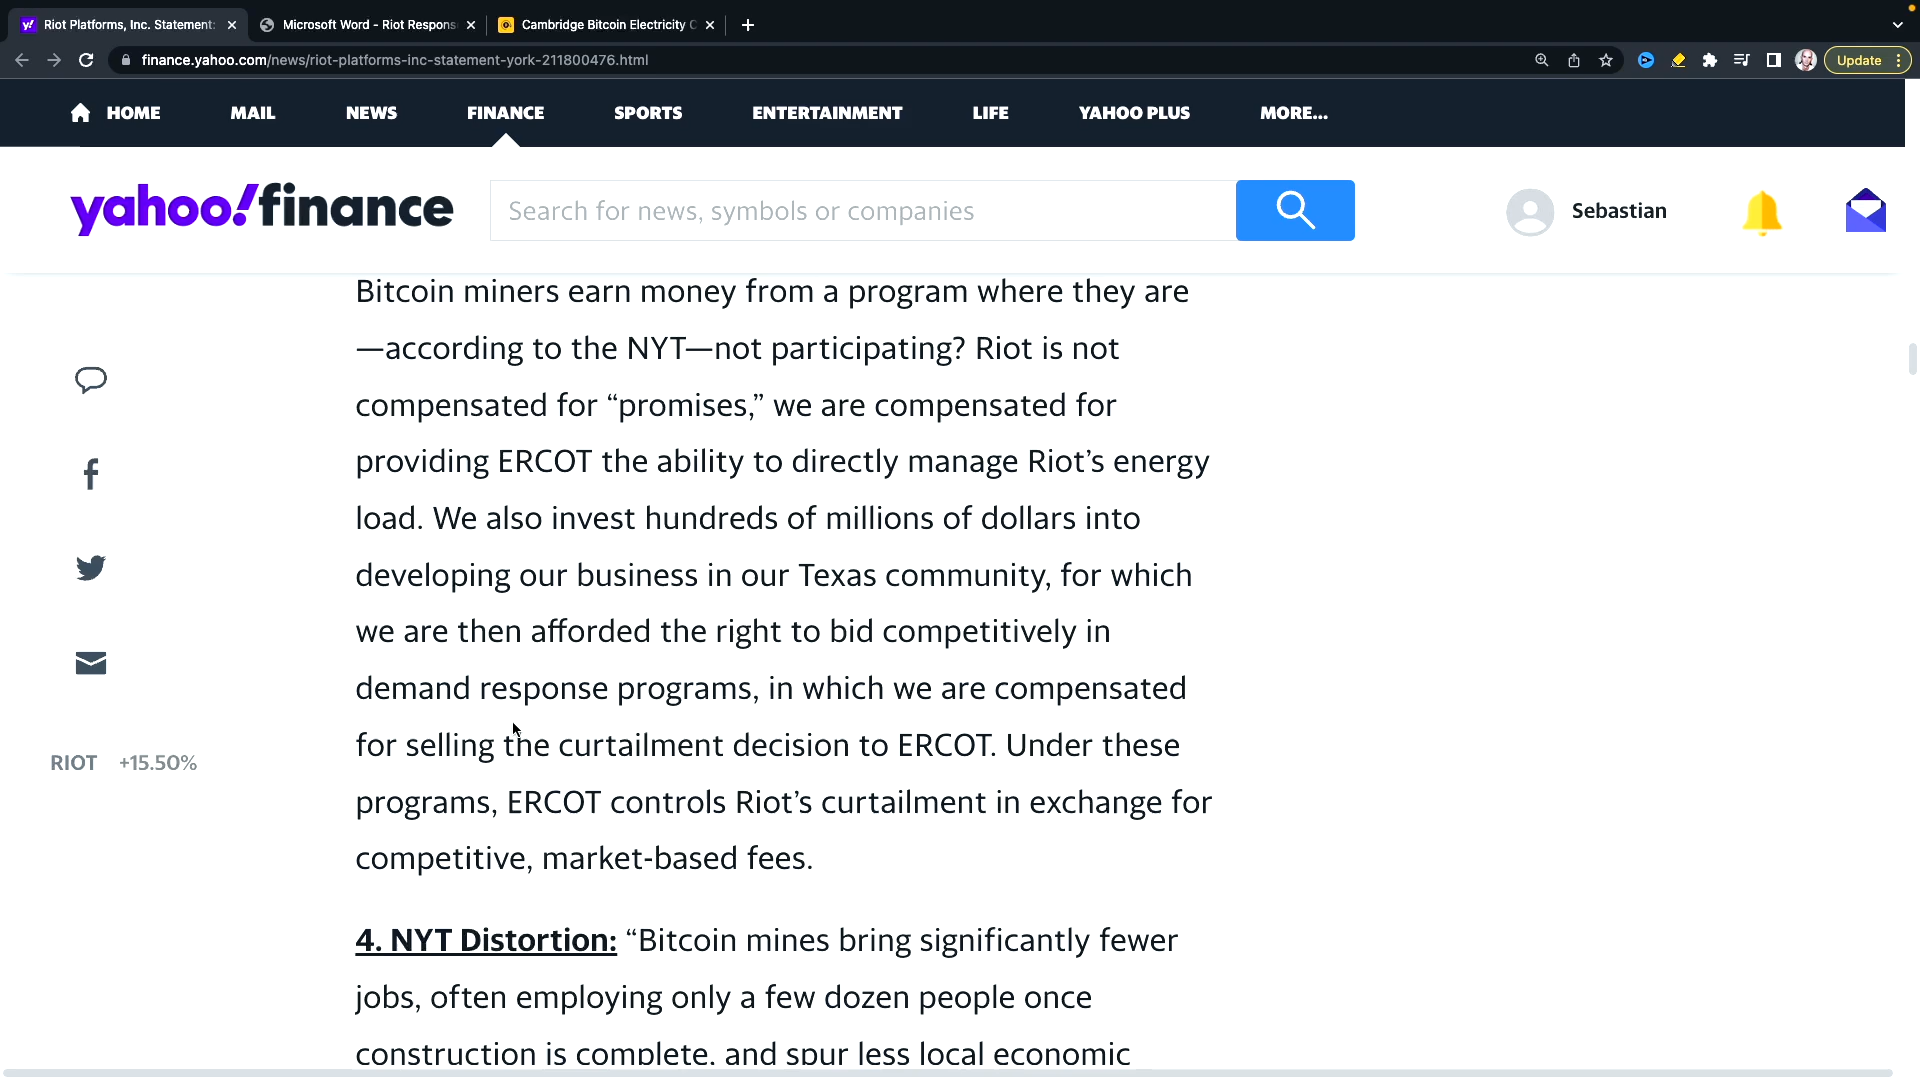 Riot Platforms, Inc. Statement:
Microsoft Word - Riot Respons
Cambridge Bitcoin Electricity C
finance.yahoo.com/news/riot-platforms-inc-statement-york-211800476.html
Update
HOME
MAIL
NEWS
FINANCE
SPORTS
ENTERTAINMENT
LIFE
YAHOO PLUS
MORE...
yahoo!finance
Search for news, symbols or companies
Sebastian
Bitcoin miners earn money from a program where they are
—according to the NYT—not participating? Riot is not
compensated for “promises,” we are compensated for
providing ERCOT the ability to directly manage Riot’s energy
load. We also invest hundreds of millions of dollars into
developing our business in our Texas community, for which
we are then afforded the right to bid competitively in
demand response programs, in which we are compensated
for selling the curtailment decision to ERCOT. Under these
programs, ERCOT controls Riot’s curtailment in exchange for
competitive, market-based fees.
RIOT +15.50%
4. NYT Distortion: “Bitcoin mines bring significantly fewer
jobs, often employing only a few dozen people once
construction is complete, and spur less local economic